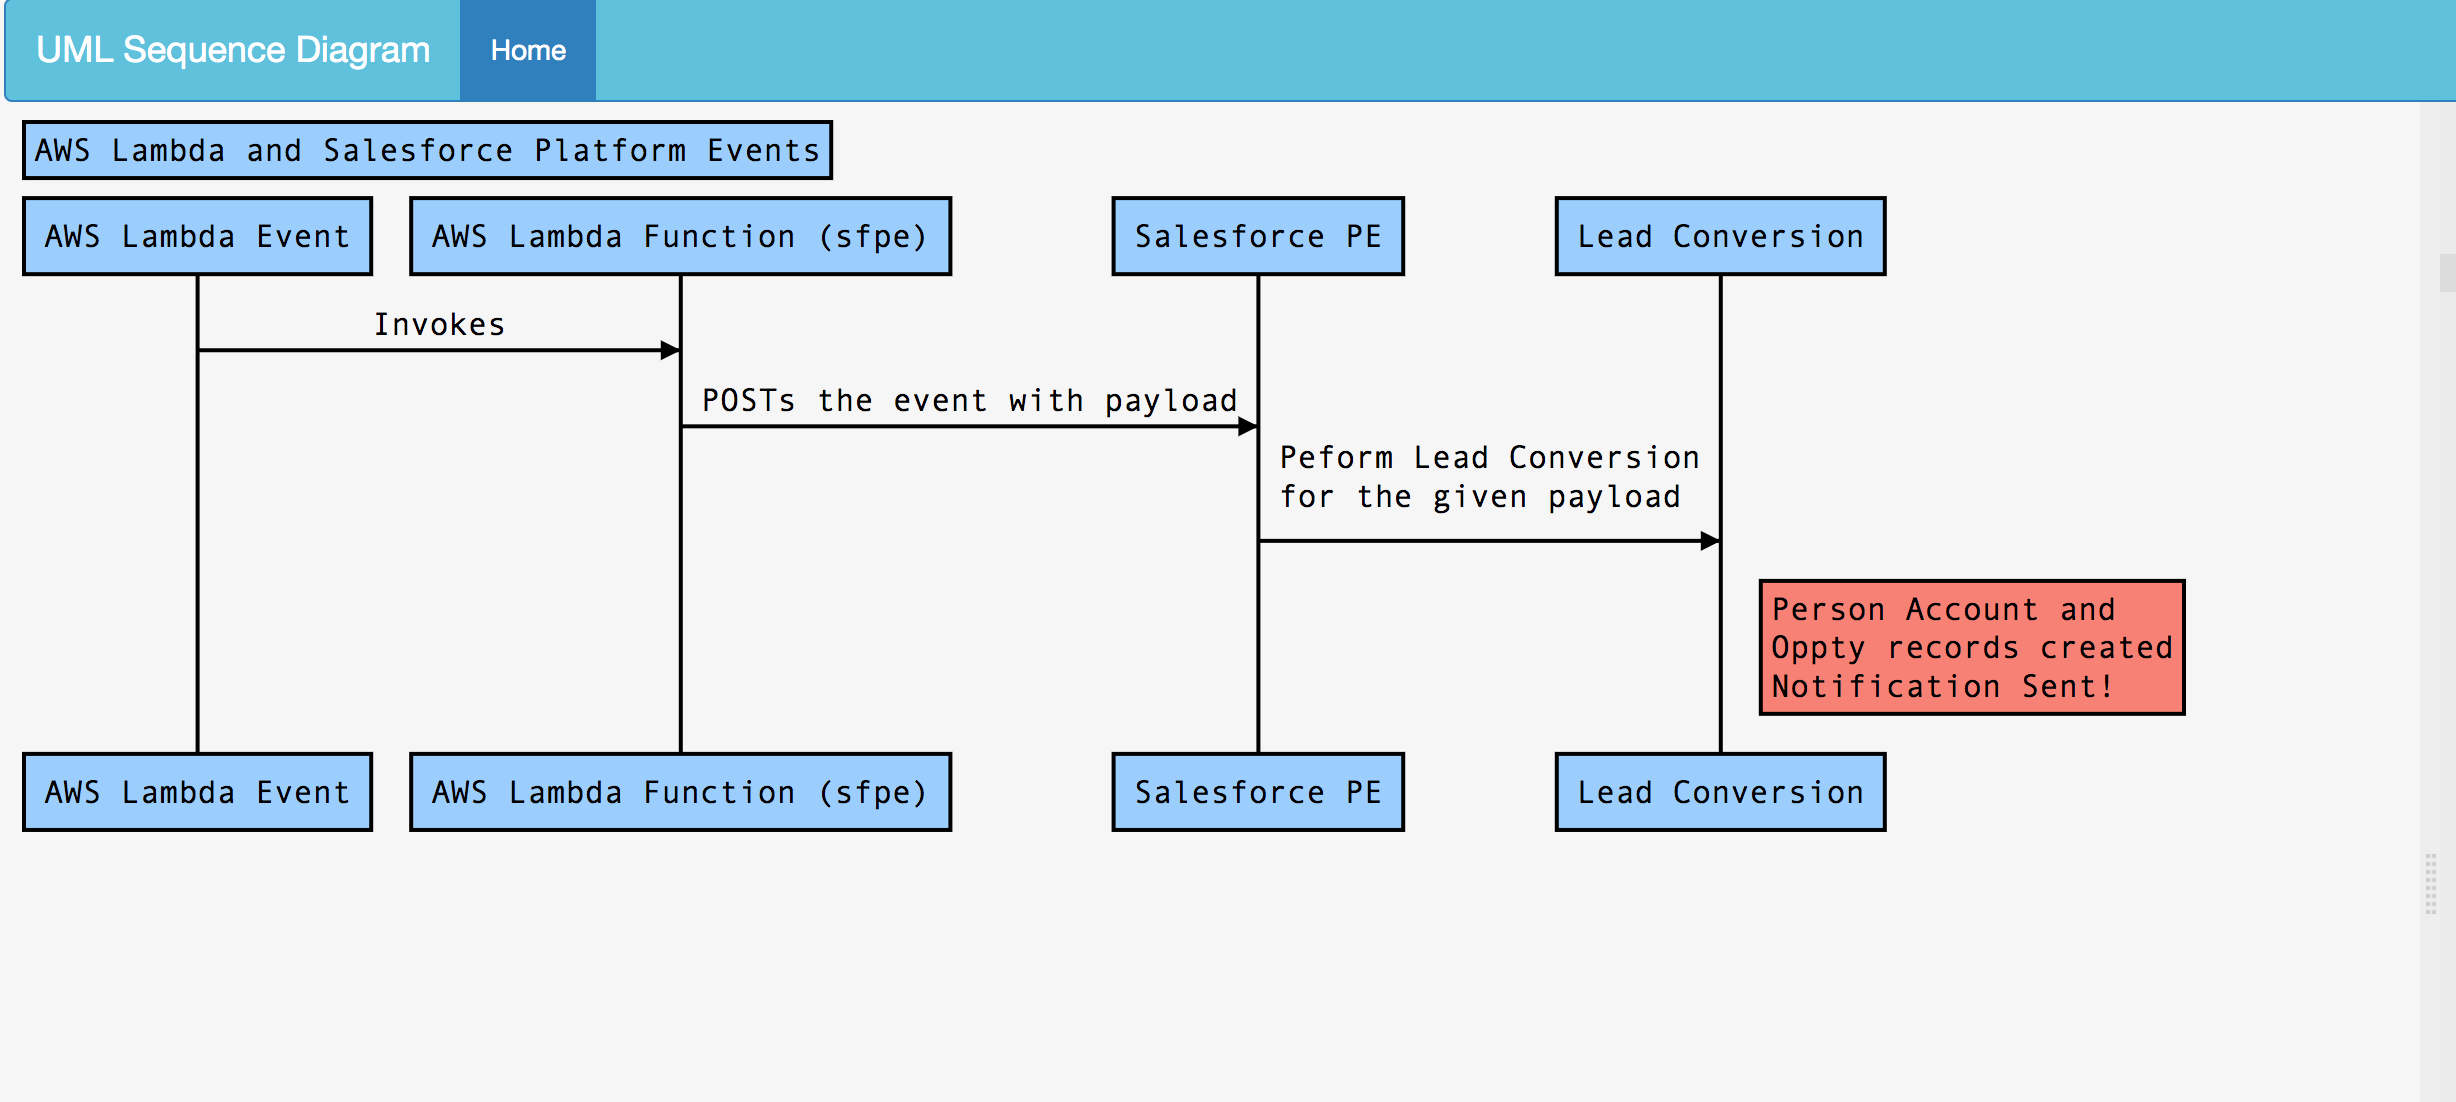 UML Sequence Diagram
Home
AWS Lambda and Salesforce Platform Events
AWS Lambda Event
AWS Lambda Function (sfpe)
Salesforce PE
Lead Conversion
Invokes
POSTs the event with payload
Peform Lead Conversion
for the given payload
Person Account and
Oppty records created
Notification Sent!
AWS Lambda Event
AWS Lambda Function (sfpe)
Salesforce PE
Lead Conversion